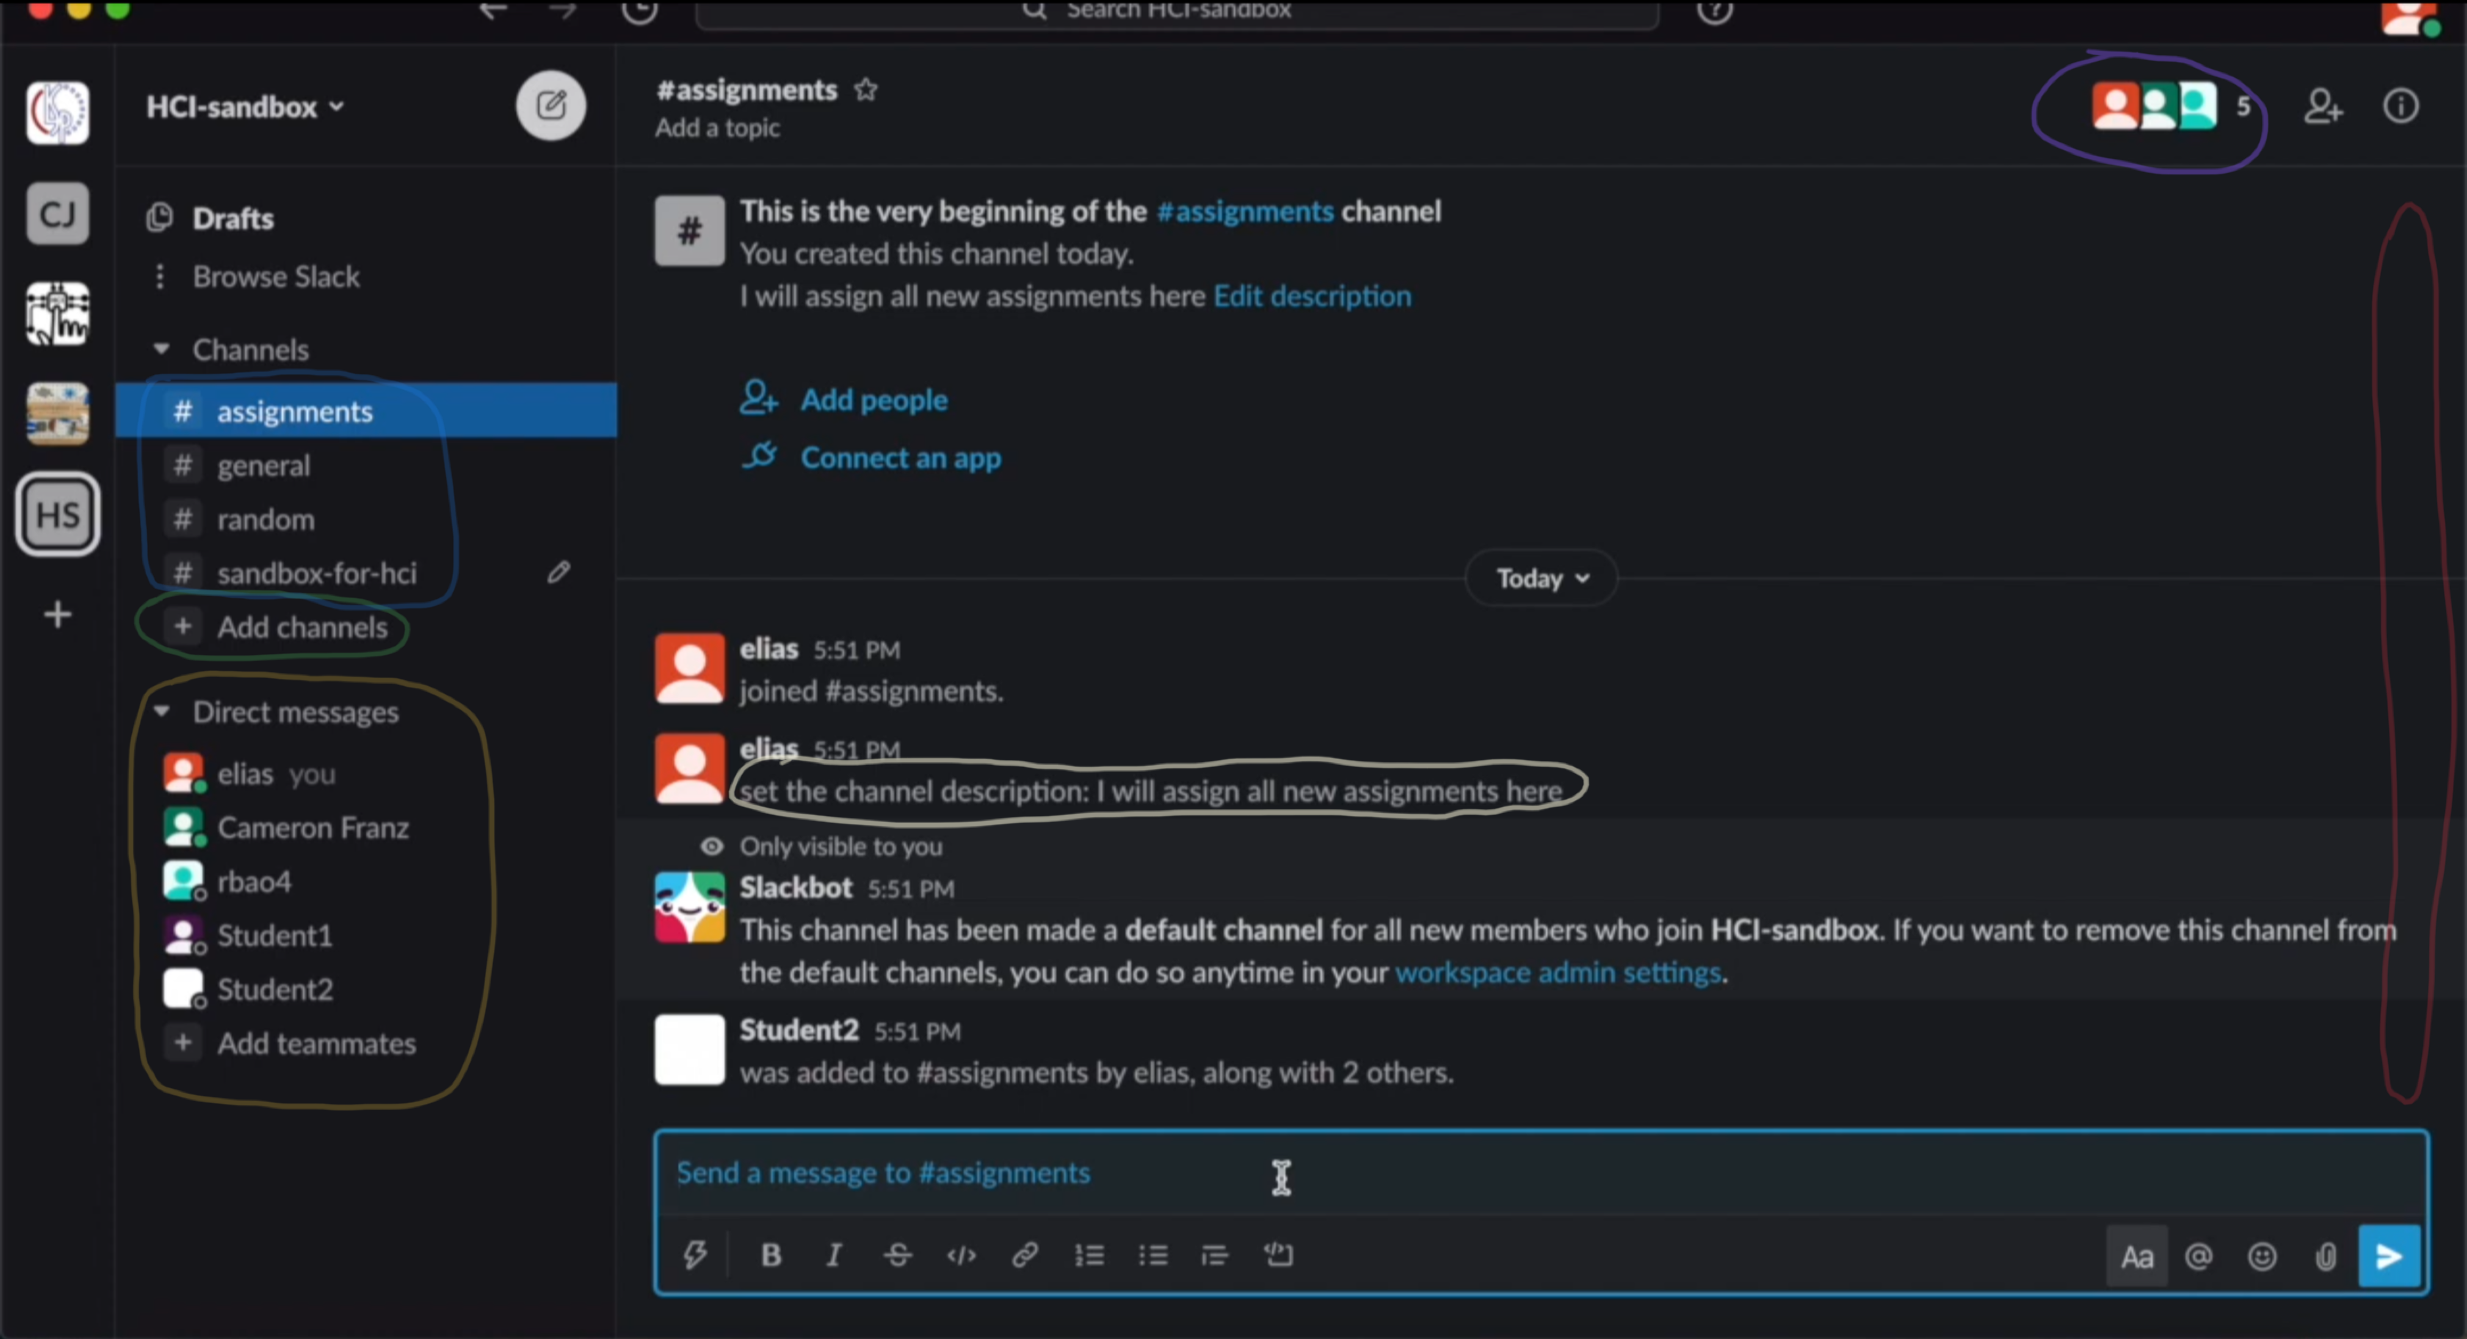 Search HCI-sandbox
HCI-sandbox
#assignments
Add a topic
5
CJ
HS
Drafts
Browse Slack
Channels
# assignments
# general
# random
# sandbox-for-hci
+ Add channels
Direct messages
elias you
Cameron Franz
rbao4
Student1
Student2
+ Add teammates
#
This is the very beginning of the #assignments channel
You created this channel today.
I will assign all new assignments here Edit description
Add people
Connect an app
Today
elias 5:51 PM
joined #assignments.
elias 5:51 PM
set the channel description: I will assign all new assignments here
Only visible to you
Slackbot 5:51 PM
This channel has been made a default channel for all new members who join HCI-sandbox. If you want to remove this channel from
the default channels, you can do so anytime in your workspace admin settings.
Student2 5:51 PM
was added to #assignments by elias, along with 2 others.
Send a message to #assignments
B I S </> Aa @